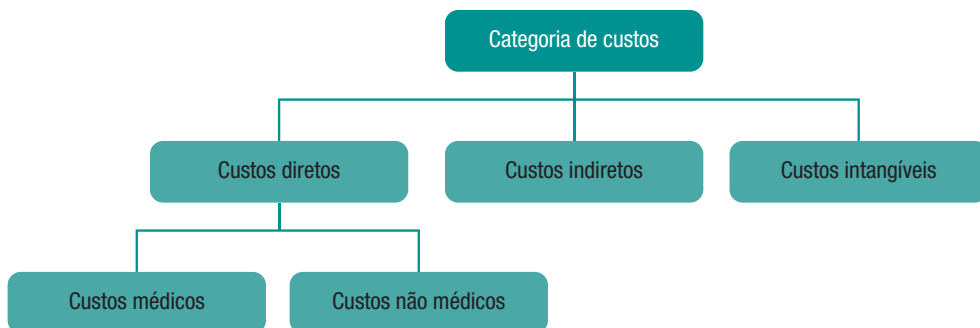 Categoria de custos
Custos diretos
Custos indiretos
Custos intangíveis
Custos médicos
Custos não médicos